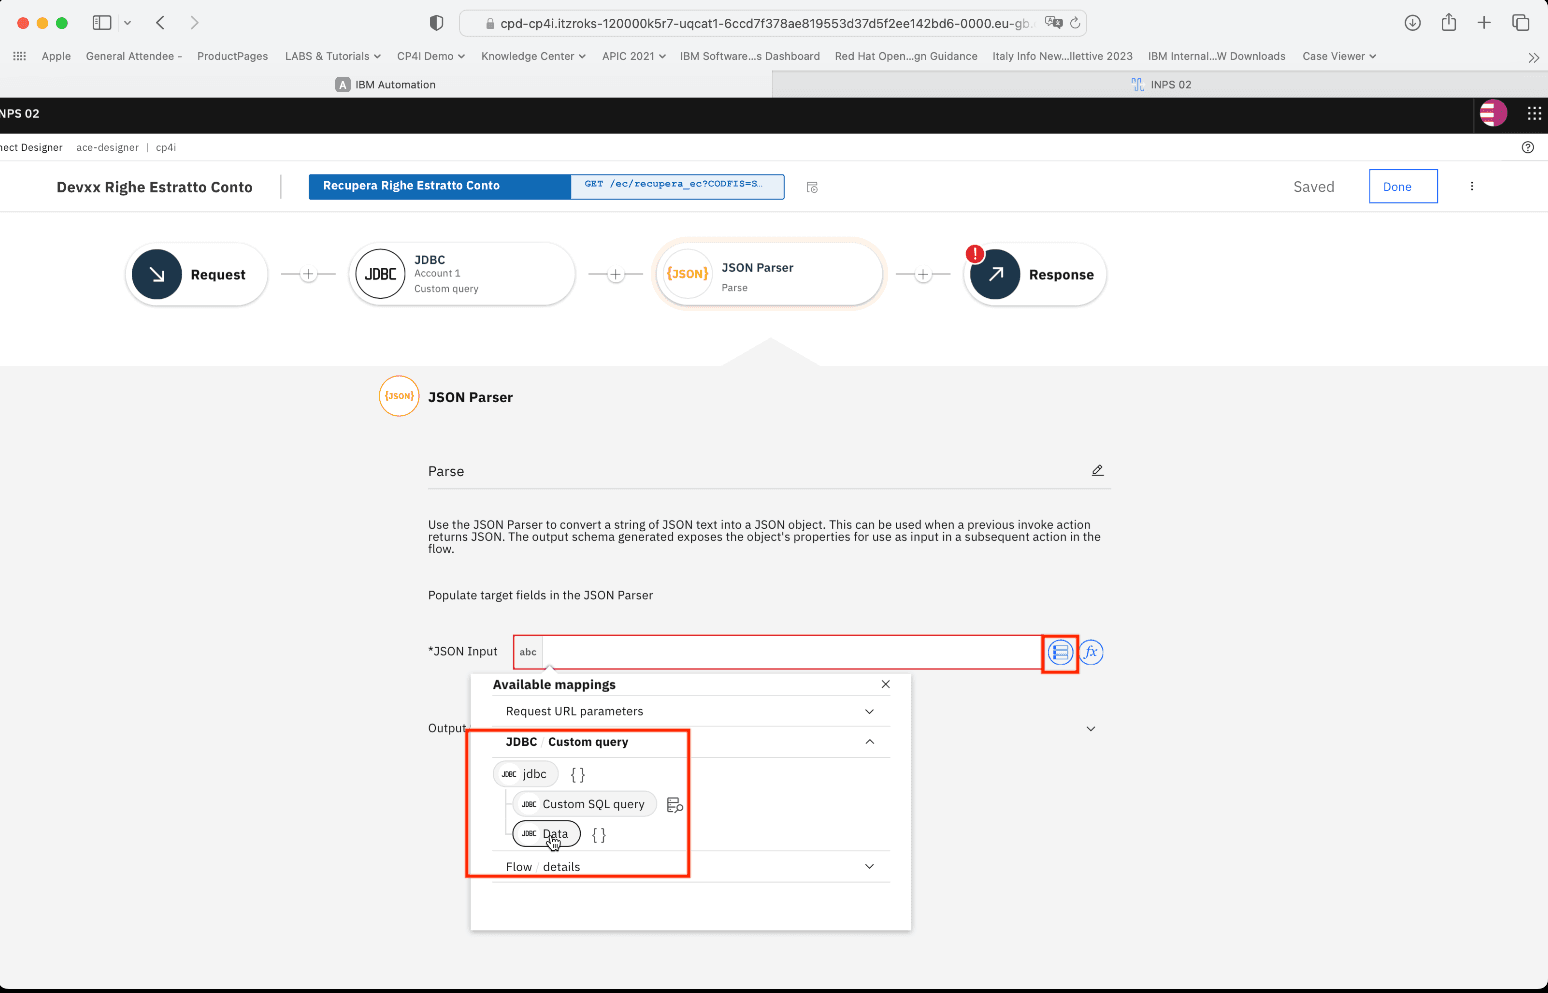 cpd-cp4i.itzroks-120000k5r7-uqcat1-6ccd7f378ae819553d37d5f2ee142bd6-0000.eu-gb.
Apple General Attendee - ProductPages LABS & Tutorials CP4I Demo Knowledge Center APIC 2021 IBM Software...s Dashboard Red Hat Open...gn Guidance Italy Info New...llettive 2023 IBM Internal...W Downloads Case Viewer
A IBM Automation INPS 02
NPS 02
nect Designer ace-designer | cp4i
Devxx Righe Estratto Conto
Recupera Righe Estratto Conto GET /ec/recupera_ec?CODFIS=S...
Saved Done
Request
JDBC JDBC
Account 1
Custom query
{JSON} JSON Parser
Parse
! Response
{JSON} JSON Parser
Parse
Use the JSON Parser to convert a string of JSON text into a JSON object. This can be used when a previous invoke action
returns JSON. The output schema generated exposes the object's properties for use as input in a subsequent action in the
flow.
Populate target fields in the JSON Parser
*JSON Input abc fx
Available mappings
Request URL parameters
Output
JDBC / Custom query
JDBC jdbc { }
JDBC Custom SQL query
JDBC Data { }
Flow / details